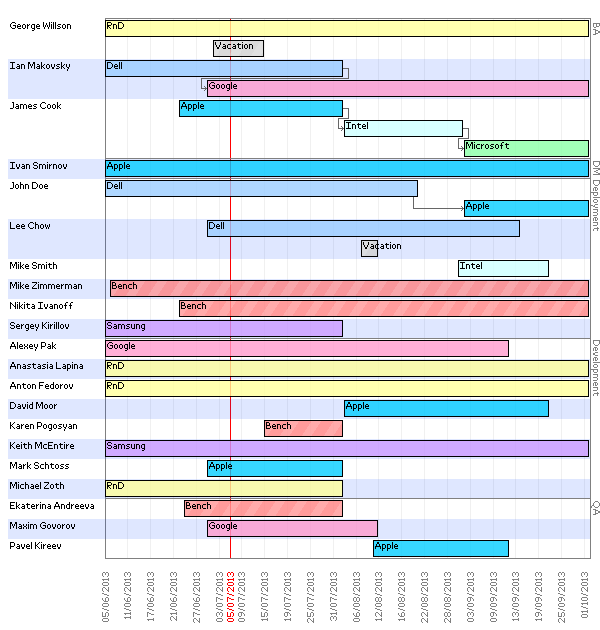 George Willson RnD
Vacation
Ian Makovsky Dell
Google
James Cook Apple
Intel
Microsoft
Ivan Smirnov Apple
John Doe Dell
Apple
Lee Chow Dell
Vacation
Mike Smith Intel
Mike Zimmerman Bench
Nikita Ivanoff Bench
Sergey Kirillov Samsung
Alexey Pak Google
Anastasia Lapina RnD
Anton Fedorov RnD
David Moor Apple
Karen Pogosyan Bench
Keith McEntire Samsung
Mark Schtoss Apple
Michael Zoth RnD
Ekaterina Andreeva Bench
Maxim Govorov Google
Pavel Kireev Apple
BA
DM
Deployment
Development
QA
05/06/2013
11/06/2013
17/06/2013
21/06/2013
27/06/2013
03/07/2013
05/07/2013
09/07/2013
15/07/2013
19/07/2013
25/07/2013
31/07/2013
06/08/2013
12/08/2013
16/08/2013
22/08/2013
28/08/2013
03/09/2013
09/09/2013
13/09/2013
19/09/2013
25/09/2013
01/10/2013